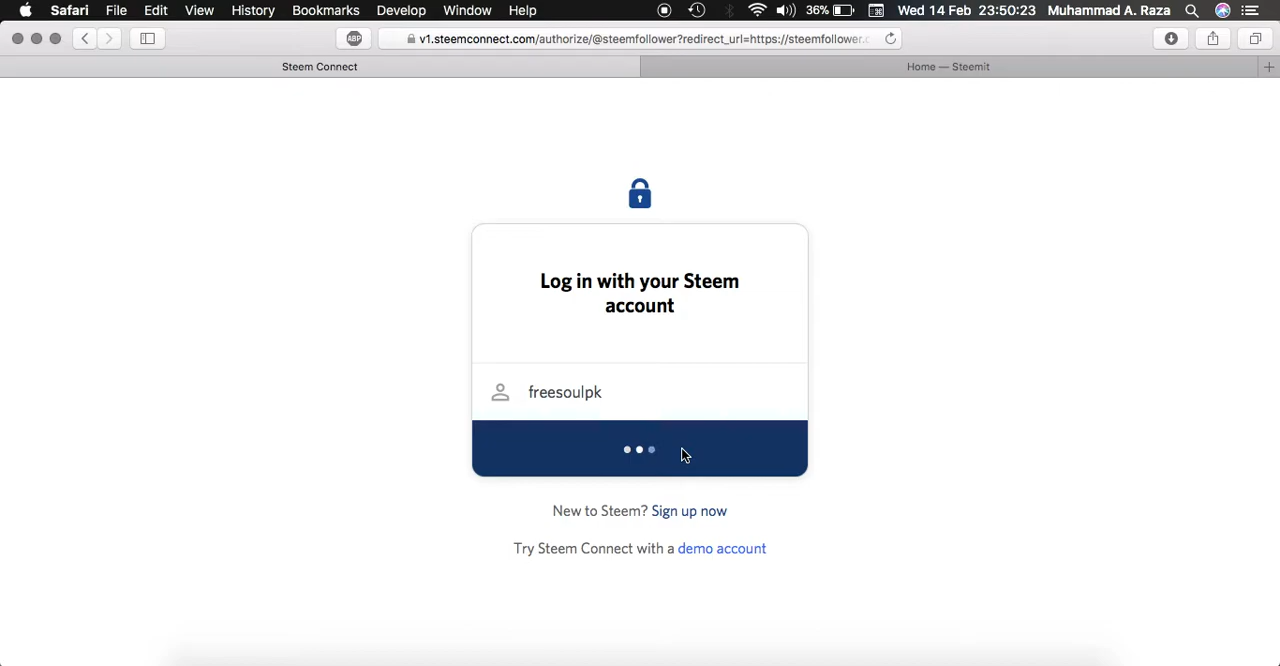 Safari File Edit View History Bookmarks Develop Window Help 36% Wed 14 Feb 23:50:23 Muhammad A. Raza
ABP v1.steemconnect.com/authorize/@steemfollower?redirect_url=https://steemfollower.c
Steem Connect Home — Steemit
Log in with your Steem
account
freesoulpk
New to Steem? Sign up now
Try Steem Connect with a demo account